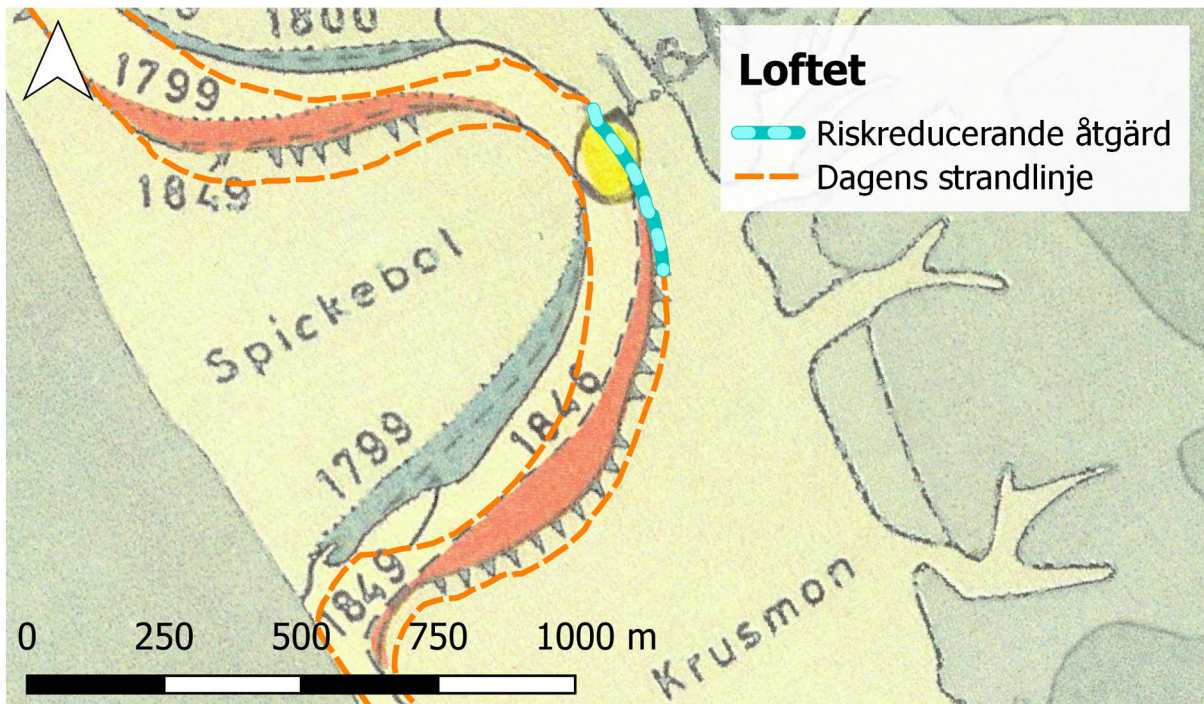 1800
Loftet
Riskreducerande åtgärd
Dagens strandlinje
1799
1849
Spickebol
1799
1846
1849
Krusmon
0 250 500 750 1000 m